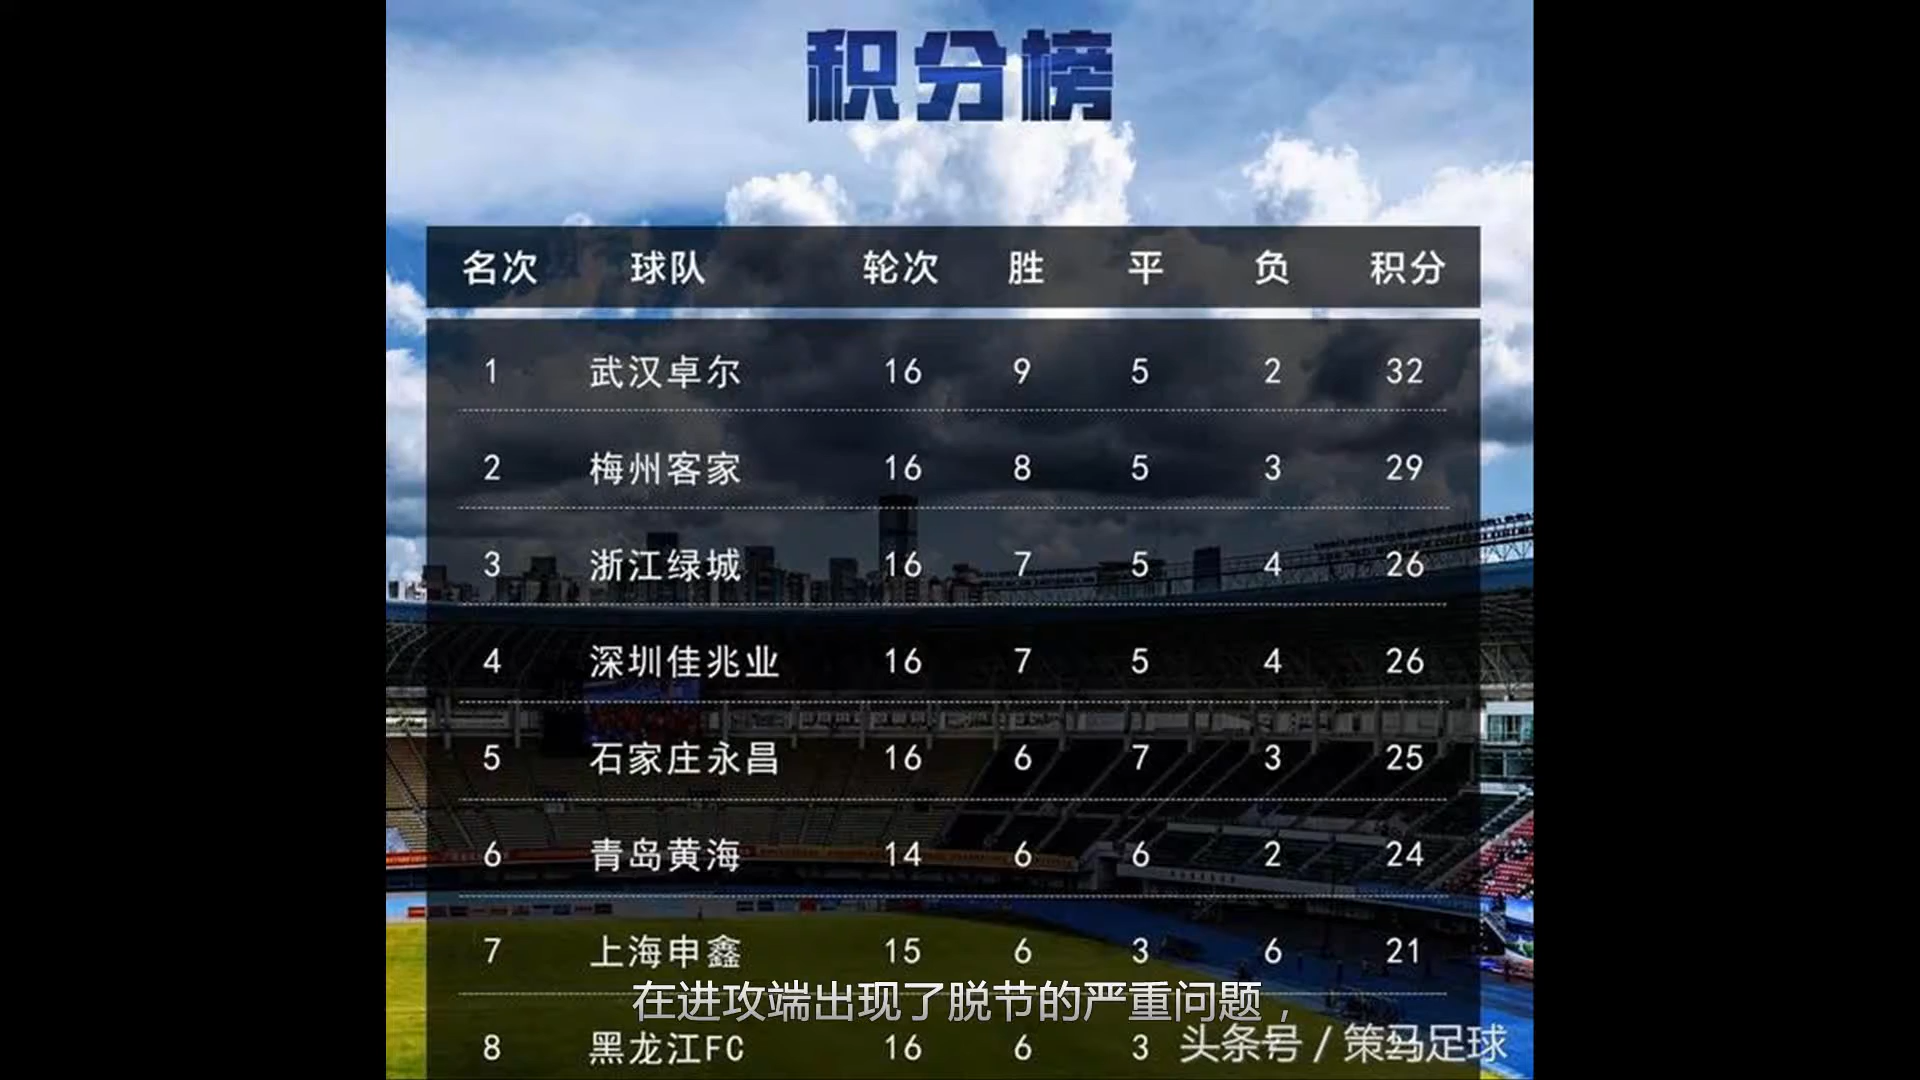 积分榜
名次 球队 轮次 胜 平 负 积分
1 武汉卓尔 16 9 5 2 32
2 梅州客家 16 8 5 3 29
3 浙江绿城 16 7 5 4 26
4 深圳佳兆业 16 7 5 4 26
5 石家庄永昌 16 6 7 3 25
6 青岛黄海 14 6 6 2 24
7 上海申鑫 15 6 3 6 21
在进攻端出现了脱节的严重问题，
8 黑龙江FC 16 6 3
头条号 / 策马足球